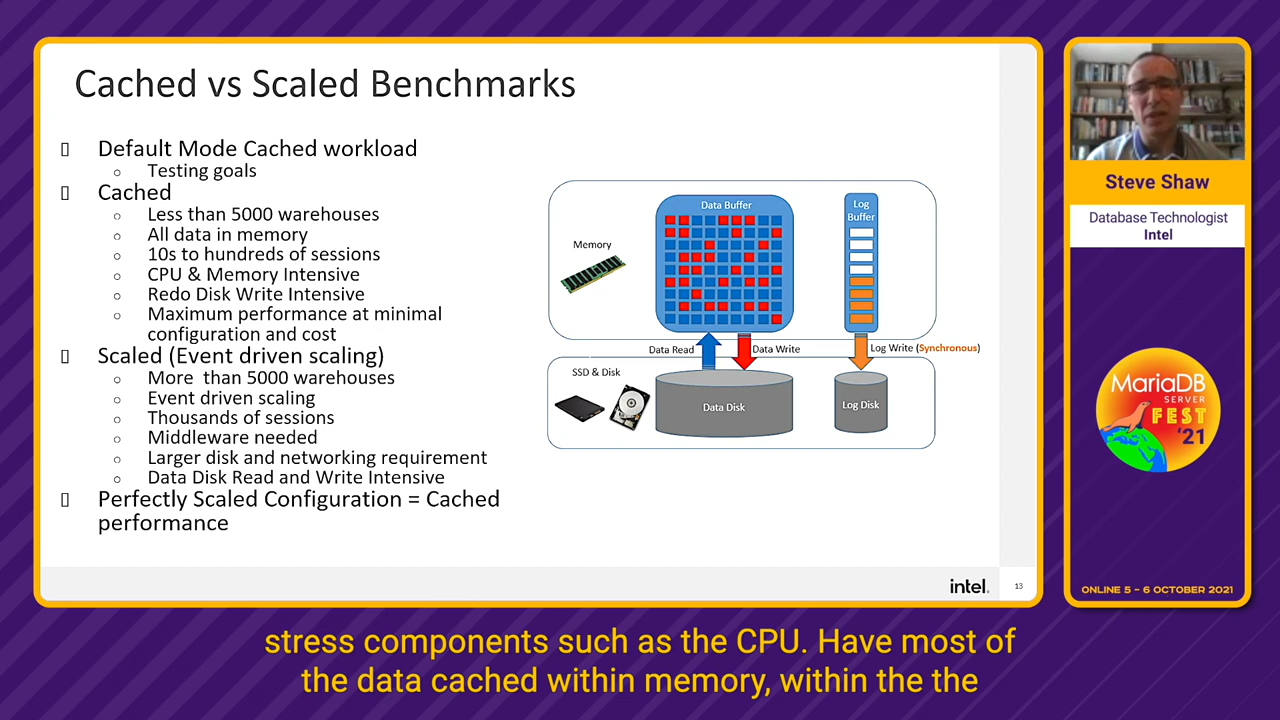 Cached vs Scaled Benchmarks
Default Mode Cached workload
Testing goals
Cached
Less than 5000 warehouses
All data in memory
10s to hundreds of sessions
CPU & Memory Intensive
Redo Disk Write Intensive
Maximum performance at minimal
configuration and cost
Scaled (Event driven scaling)
More than 5000 warehouses
Event driven scaling
Thousands of sessions
Middleware needed
Larger disk and networking requirement
Data Disk Read and Write Intensive
Perfectly Scaled Configuration = Cached
performance
Memory
Data Buffer
Log
Buffer
Data Read
Data Write
Log Write (Synchronous)
SSD & Disk
Data Disk
Log Disk
intel.
13
Steve Shaw
Database Technologist
Intel
MariaDB
SERVER
FEST
'21
ONLINE 5 - 6 OCTOBER 2021
stress components such as the CPU. Have most of
the data cached within memory, within the the